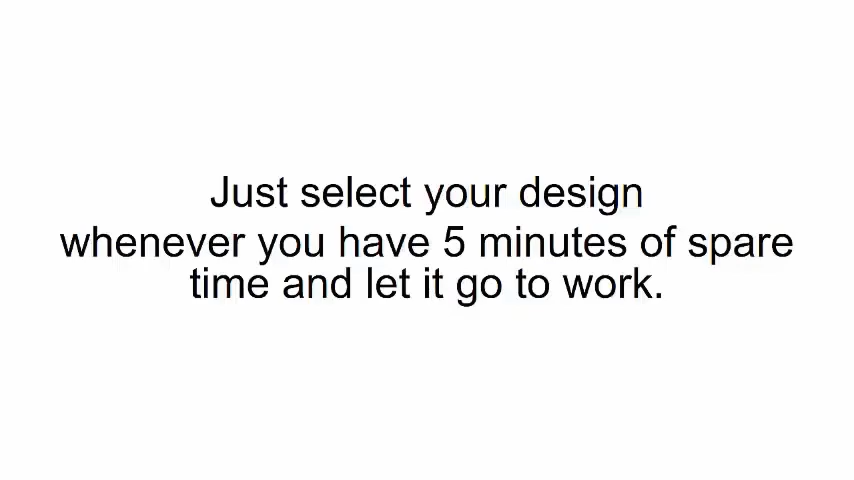 Just select your design
whenever you have 5 minutes of spare
time and let it go to work.